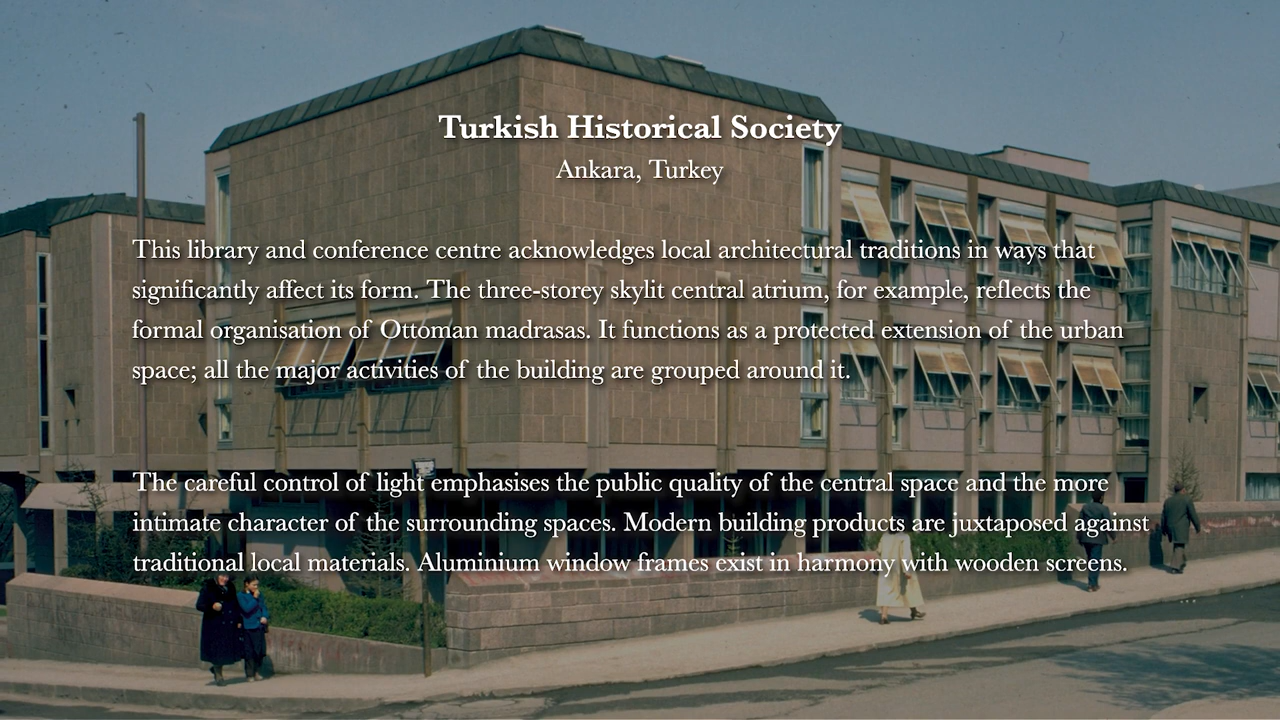 Turkish Historical Society
Ankara, Turkey
This library and conference centre acknowledges local architectural traditions in ways that
significantly affect its form. The three-storey skylit central atrium, for example, reflects the
formal organisation of Ottoman madrasas. It functions as a protected extension of the urban
space; all the major activities of the building are grouped around it.
The careful control of light emphasises the public quality of the central space and the more
intimate character of the surrounding spaces. Modern building products are juxtaposed against
traditional local materials. Aluminium window frames exist in harmony with wooden screens.